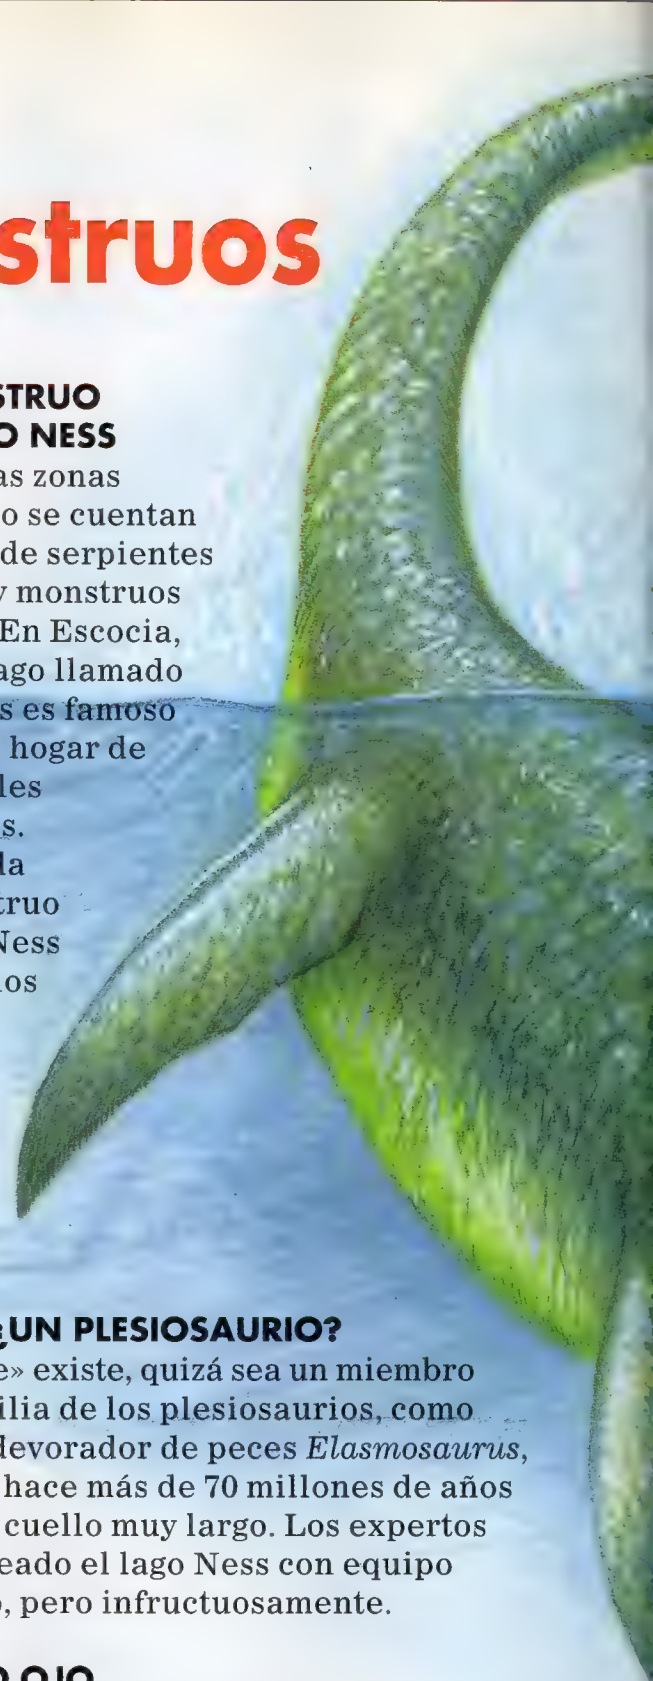 struos
STRUO
O NESS
as zonas
o se cuentan
de serpientes
y monstruos
En Escocia,
ago llamado
s es famoso
hogar de
les
s.
la
truo
Ness
los
¿UN PLESIOSAURIO?
e» existe, quizá sea un miembro
ilia de los plesiosaurios, como
devorador de peces Elasmosaurus,
hace más de 70 millones de años
cuello muy largo. Los expertos
eado el lago Ness con equipo
o, pero infructuosamente.
O OJO